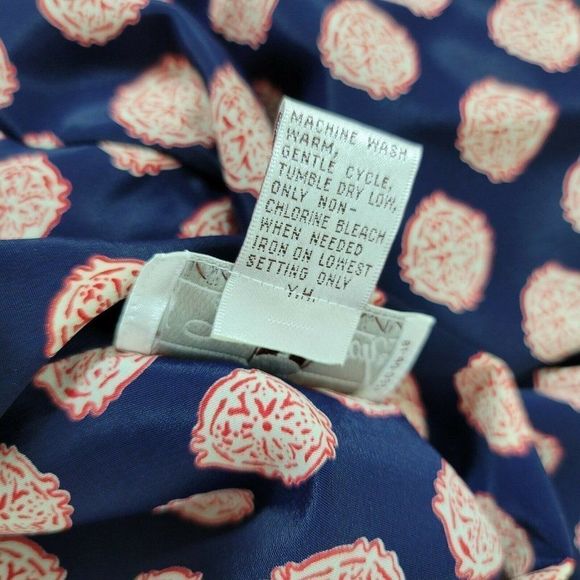 MACHINE WASH
WARM,
GENTLE CYCLE,
TUMBLE DRY LOW,
ONLY NON-
CHLORINE BLEACH
WHEN NEEDED
IRON ON LOWEST
SETTING ONLY
Y.H.